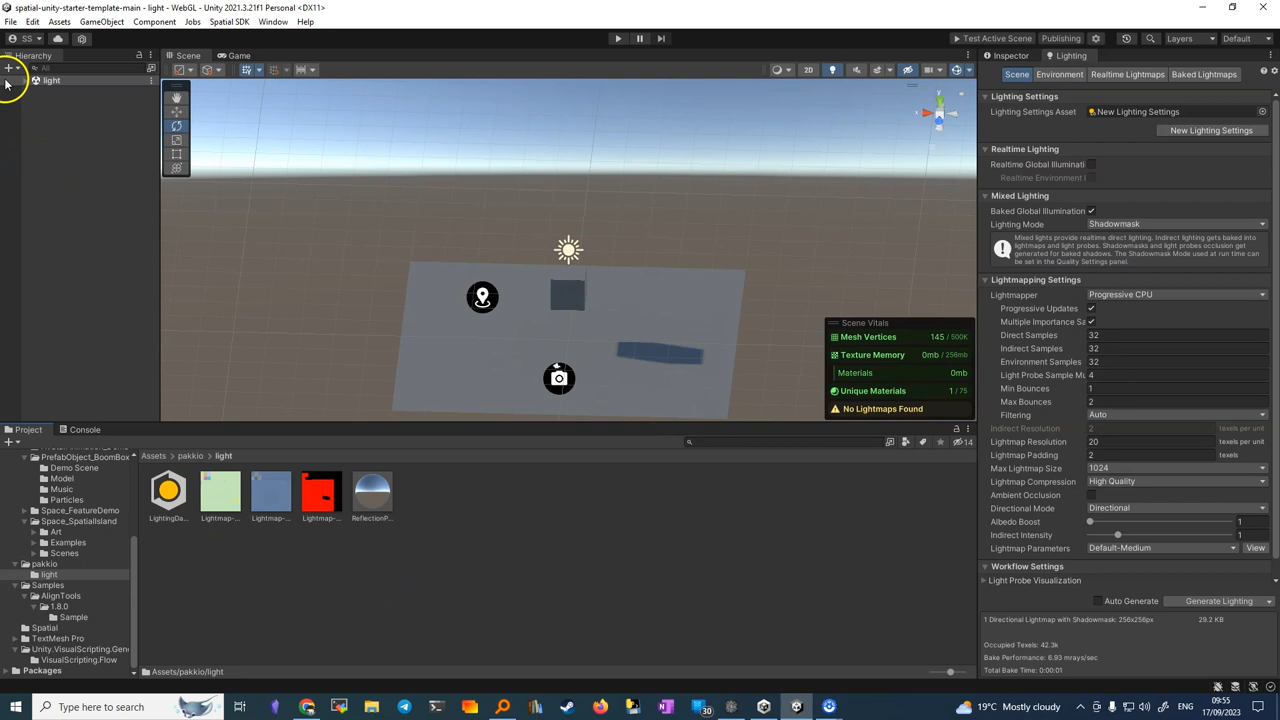 spatial-unity-starter-template-main - light - WebGL - Unity 2021.3.21f1 Personal <DX11>
File Edit Assets GameObject Component Jobs Spatial SDK Window Help
SS Test Active Scene Publishing Layers Default
Hierarchy Scene Game Inspector Lighting
All 2D Scene Environment Realtime Lightmaps Baked Lightmaps
light
Lighting Settings
Lighting Settings Asset New Lighting Settings
New Lighting Settings
Realtime Lighting
Realtime Global Illuminati
Realtime Environment
Mixed Lighting
Baked Global Illumination
Lighting Mode Shadowmask
Mixed lights provide realtime direct lighting. Indirect lighting gets baked into
lightmaps and light probes. Shadowmasks and light probes occlusion get
generated for baked shadows. The Shadowmask Mode used at run time can
be set in the Quality Settings panel.
Lightmapping Settings
Lightmapper Progressive CPU
Progressive Updates
Multiple Importance Sa
Direct Samples 32
Indirect Samples 32
Environment Samples 32
Light Probe Sample Mu 4
Min Bounces 1
Max Bounces 2
Filtering Auto
Indirect Resolution 2 texels per unit
Lightmap Resolution 20 texels per unit
Lightmap Padding 2 texels
Max Lightmap Size 1024
Lightmap Compression High Quality
Ambient Occlusion
Directional Mode Directional
Albedo Boost 1
Indirect Intensity 1
Lightmap Parameters Default-Medium View
Workflow Settings
Light Probe Visualization
Auto Generate Generate Lighting
1 Directional Lightmap with Shadowmask: 256x256px 29.2 KB
Occupied Texels: 42.3k
Bake Performance: 6.93 mrays/sec
Total Bake Time: 0:00:01
y
x
Scene Vitals
Mesh Vertices 145 / 500K
Texture Memory 0mb / 256mb
Materials 0mb
Unique Materials 1 / 75
No Lightmaps Found
Project Console
14
PrefabObject_BoomBox
Demo Scene
Model
Music
Particles
Space_FeatureDemo
Space_SpatialIsland
Art
Examples
Scenes
pakkio
light
Samples
AlignTools
1.8.0
Sample
Spatial
TextMesh Pro
Unity.VisualScripting.Gene
VisualScripting.Flow
Packages
Assets > pakkio > light
LightingDa... Lightmap-... Lightmap-... Lightmap-... ReflectionP...
Assets/pakkio/light
Type here to search
30
19°C Mostly cloudy ENG 09:55
17/09/2023